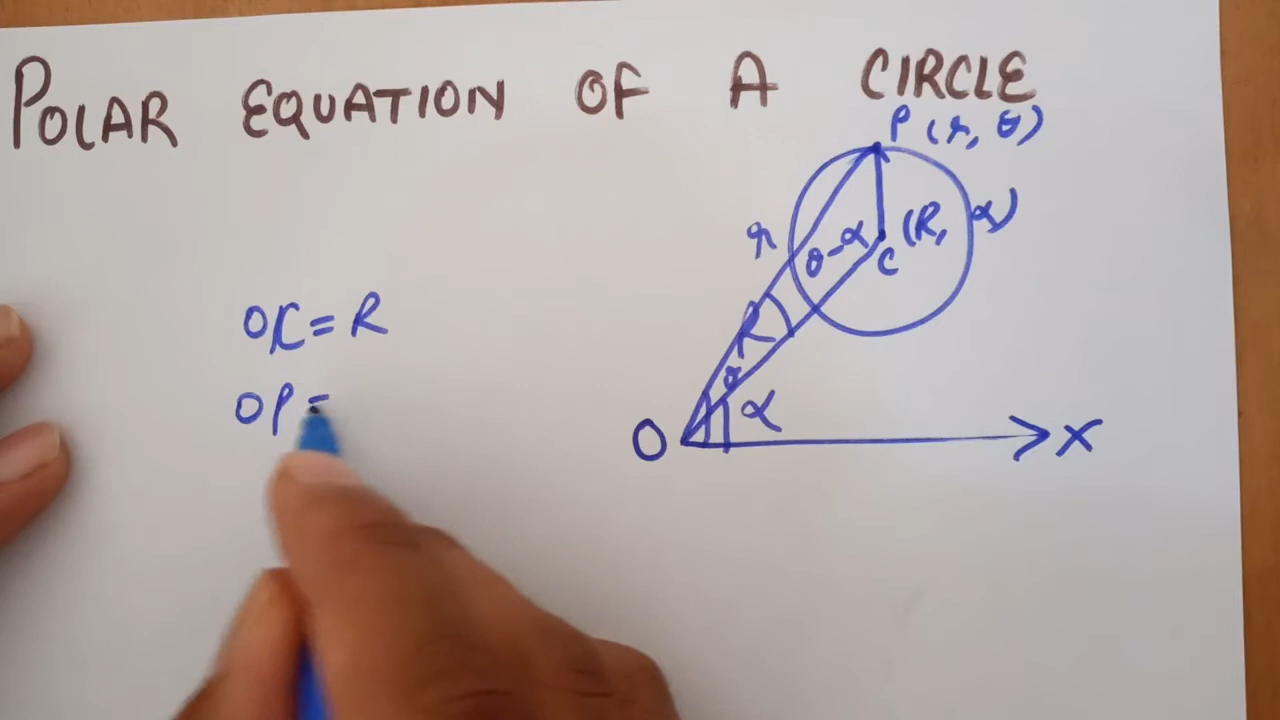 POLAR EQUATION OF A CIRCLE
P (r, θ)
r
θ-α
C
(R, α)
OC = R
R
OP =
θ
α
O
X